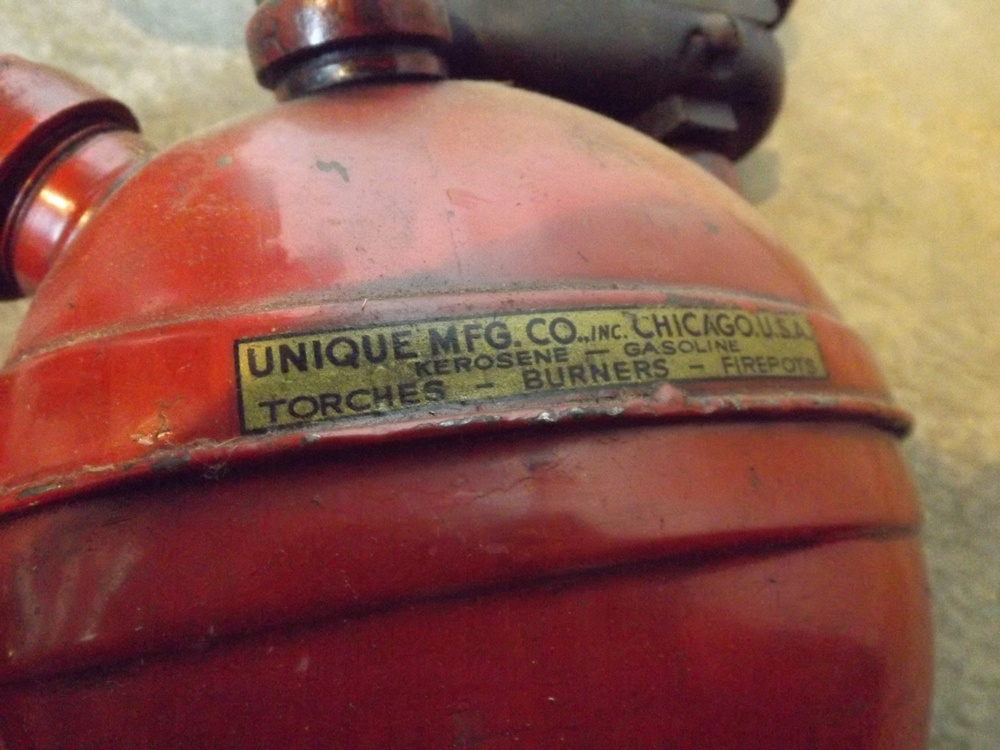 UNIQUE MFG. CO., INC. CHICAGO. U.S.A.
KEROSENE — GASOLINE
TORCHES - BURNERS - FIREPOTS